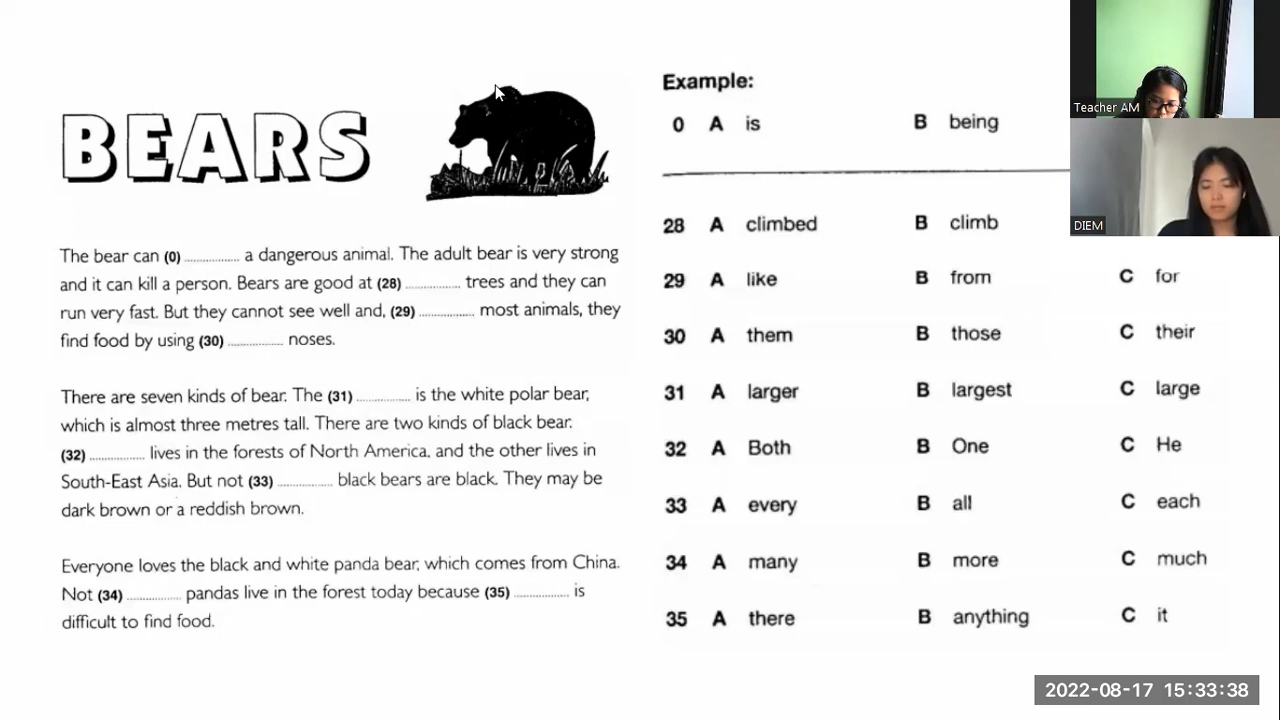 BEARS
The bear can (0) .............. a dangerous animal. The adult bear is very strong
and it can kill a person. Bears are good at (28) .............. trees and they can
run very fast. But they cannot see well and, (29) .............. most animals, they
find food by using (30) .............. noses.
There are seven kinds of bear. The (31) .............. is the white polar bear,
which is almost three metres tall. There are two kinds of black bear.
(32) .............. lives in the forests of North America, and the other lives in
South-East Asia. But not (33) .............. black bears are black. They may be
dark brown or a reddish brown.
Everyone loves the black and white panda bear, which comes from China.
Not (34) .............. pandas live in the forest today because (35) .............. is
difficult to find food.
Example:
0 A is B being
28 A climbed B climb
29 A like B from C for
30 A them B those C their
31 A larger B largest C large
32 A Both B One C He
33 A every B all C each
34 A many B more C much
35 A there B anything C it
Teacher AM
DIEM
2022-08-17 15:33:38